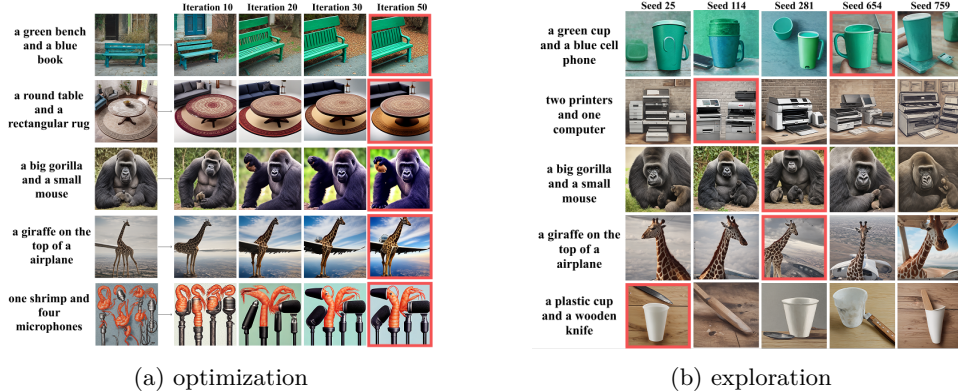 Iteration 10 Iteration 20 Iteration 30 Iteration 50
a green bench
and a blue
book
a round table
and a
rectangular rug
a big gorilla
and a small
mouse
a giraffe on the
top of a
airplane
one shrimp and
four
microphones
(a) optimization
Seed 25 Seed 114 Seed 281 Seed 654 Seed 759
a green cup
and a blue cell
phone
two printers
and one
computer
a big gorilla
and a small
mouse
a giraffe on the
top of a
airplane
a plastic cup
and a wooden
knife
(b) exploration